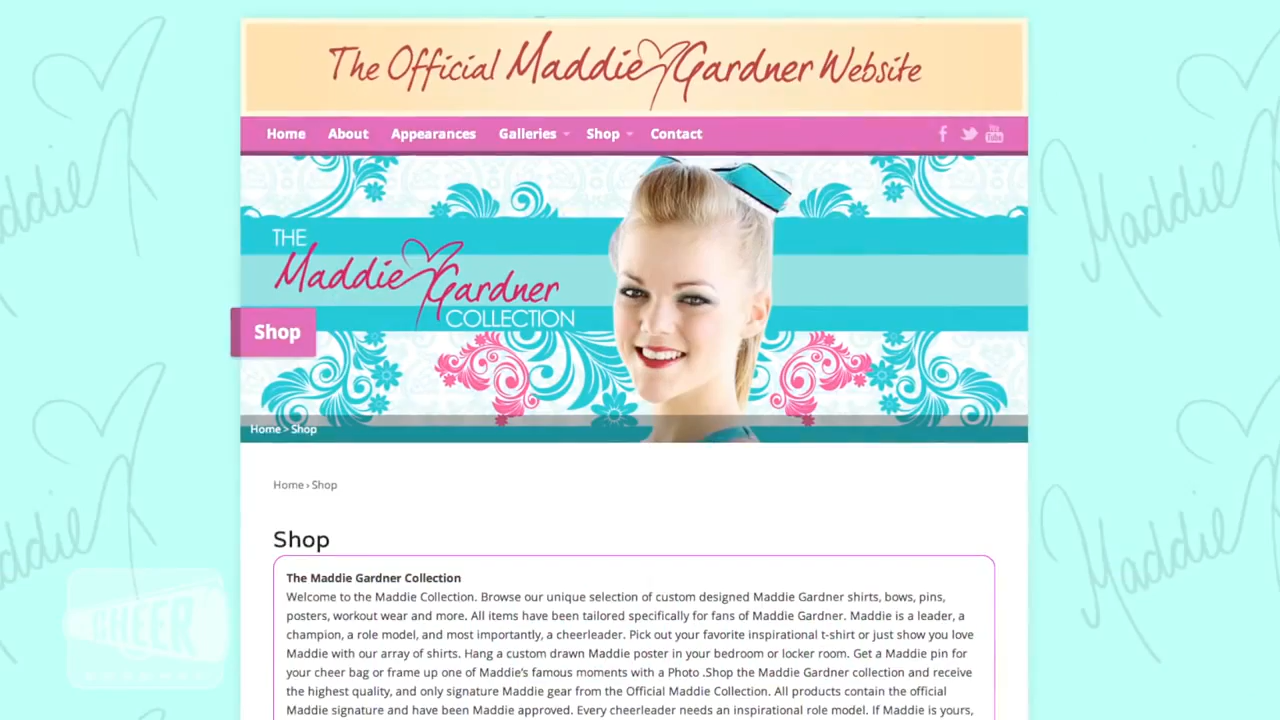 The Official Maddie Gardner Website
Home About Appearances Galleries Shop Contact
THE
Maddie Gardner
COLLECTION
Shop
Home > Shop
Home › Shop
Shop
The Maddie Gardner Collection
Welcome to the Maddie Collection. Browse our unique selection of custom designed Maddie Gardner shirts, bows, pins,
posters, workout wear and more. All items have been tailored specifically for fans of Maddie Gardner. Maddie is a leader, a
champion, a role model, and most importantly, a cheerleader. Pick out your favorite inspirational t-shirt or just show you love
Maddie with our array of shirts. Hang a custom drawn Maddie poster in your bedroom or locker room. Get a Maddie pin for
your cheer bag or frame up one of Maddie's famous moments with a Photo .Shop the Maddie Gardner collection and receive
the highest quality, and only signature Maddie gear from the Official Maddie Collection. All products contain the official
Maddie signature and have been Maddie approved. Every cheerleader needs an inspirational role model. If Maddie is yours,
Maddie
Maddie
CHEER